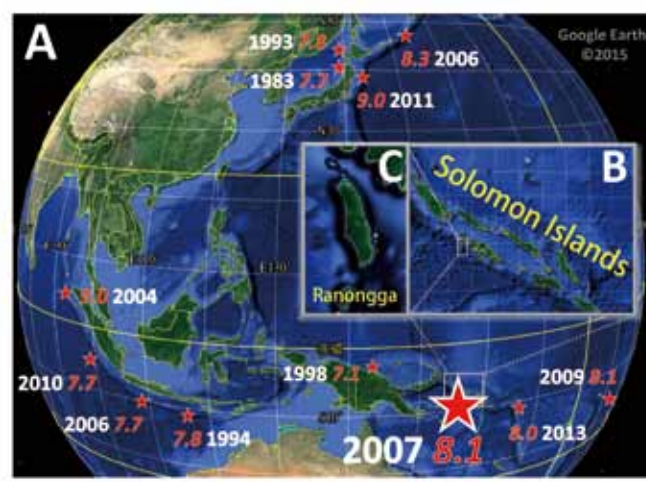 A
Google Earth
©2015
1993 7.8
8.3 2006
1983 7.7
9.0 2011
C
B
Solomon Islands
Ranongga
9.0 2004
1998 7.1
2010 7.7
2009 8.1
2006 7.7
7.8 1994
8.0 2013
2007 8.1